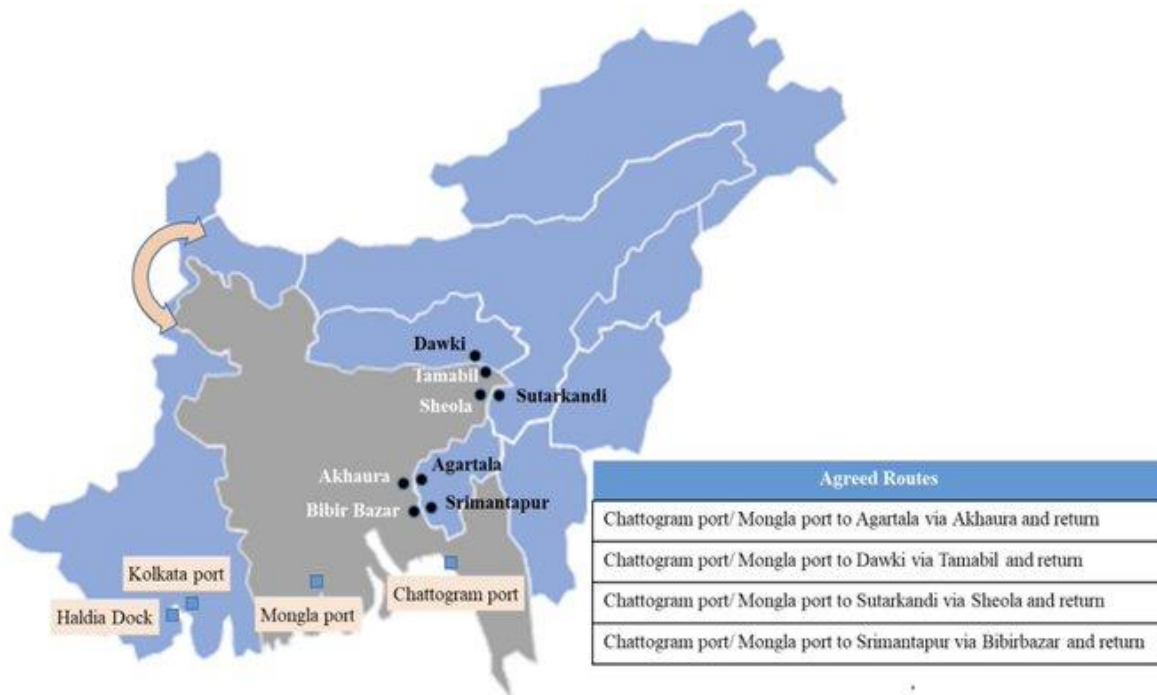 Dawki
Tamabil
Sheola
Sutarkandi
Agartala
Akhaura
Srimantapur
Bibir Bazar
Kolkata port
Haldia Dock
Mongla port
Chattogram port
Agreed Routes
Chattogram port/ Mongla port to Agartala via Akhaura and return
Chattogram port/ Mongla port to Dawki via Tamabil and return
Chattogram port/ Mongla port to Sutarkandi via Sheola and return
Chattogram port/ Mongla port to Srimantapur via Bibirbazar and return